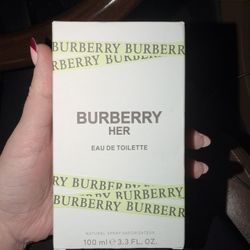 BURBERRY BURBERRY
BURBERRY BURBERRY
BURBERRY
HER
EAU DE TOILETTE
BURBERRY BURBERRY
BURBERRY BURBERRY
NATURAL SPRAY VAPORISATEUR
100 ml e 3.3 FL. OZ.